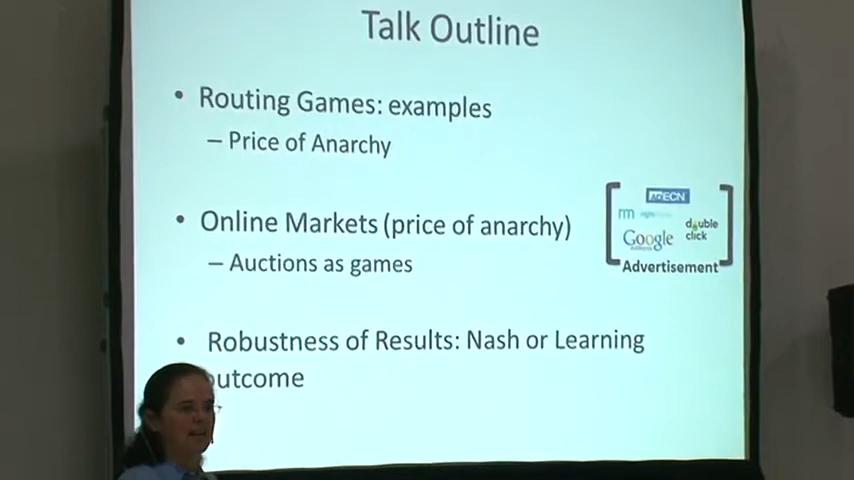 Talk Outline
• Routing Games: examples
– Price of Anarchy
• Online Markets (price of anarchy)
– Auctions as games
ECN
rm
double
click
Google
Advertisement
• Robustness of Results: Nash or Learning
outcome